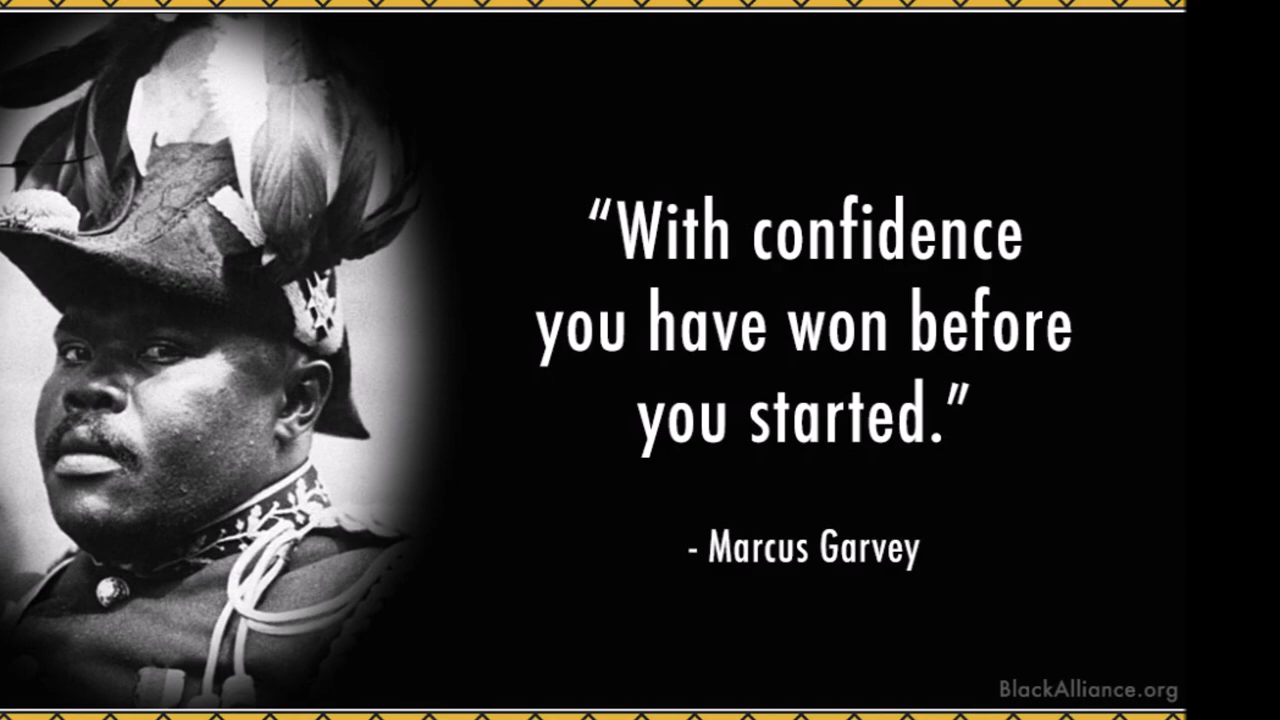 “With confidence
you have won before
you started.”
- Marcus Garvey
BlackAlliance.org